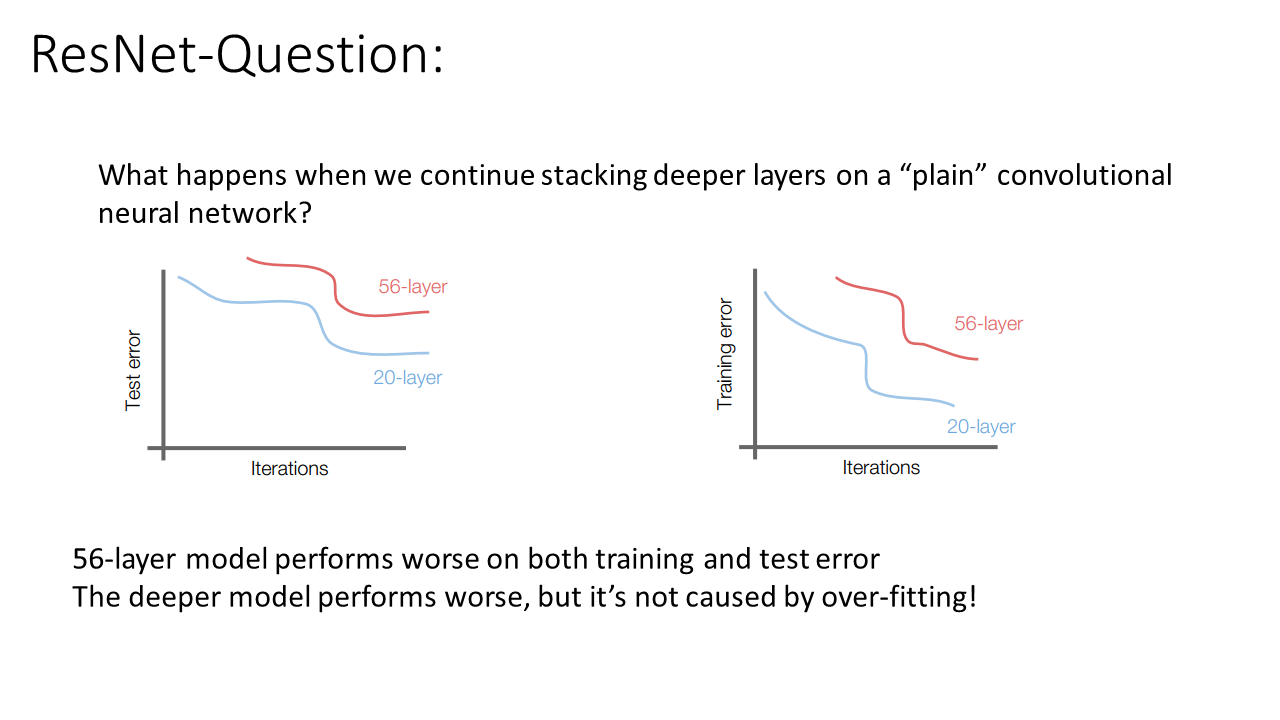 ResNet-Question:
What happens when we continue stacking deeper layers on a “plain” convolutional
neural network?
Test error
56-layer
20-layer
Iterations
Training error
56-layer
20-layer
Iterations
56-layer model performs worse on both training and test error
The deeper model performs worse, but it’s not caused by over-fitting!